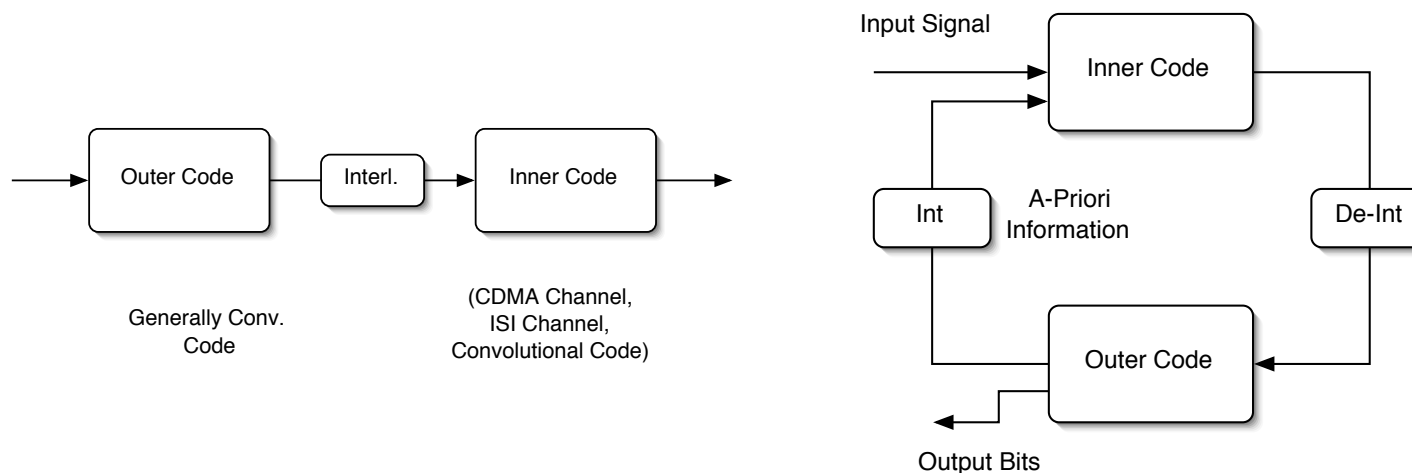 Outer Code
Interl.
Inner Code
Generally Conv.
Code
(CDMA Channel,
ISI Channel,
Convolutional Code)
Input Signal
Inner Code
Int
A-Priori
Information
De-Int
Outer Code
Output Bits